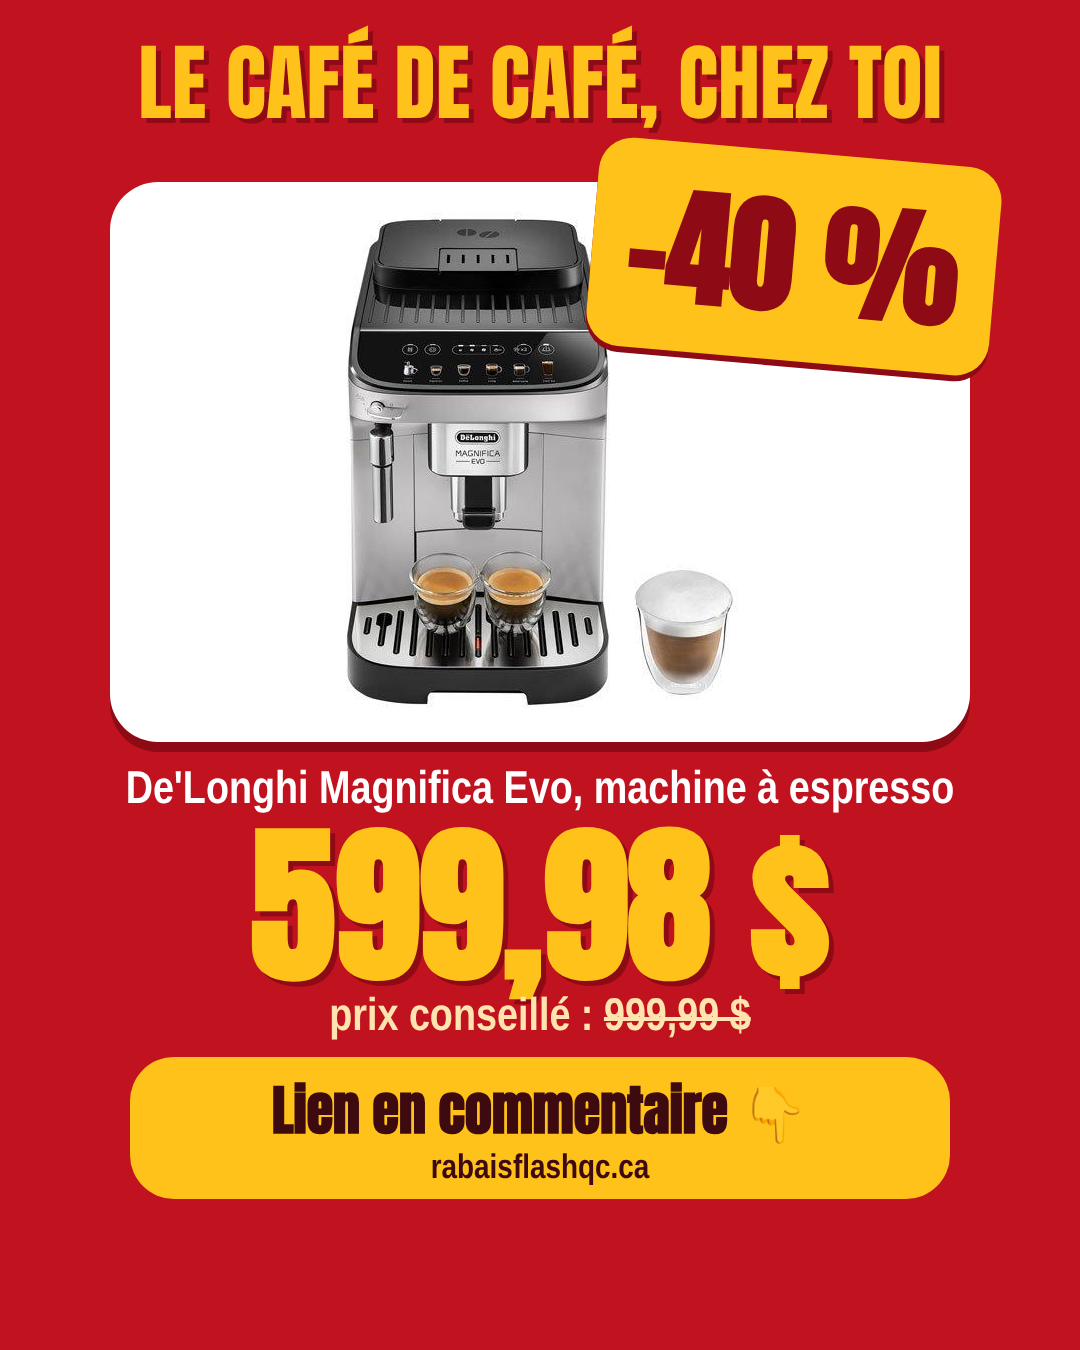 LE CAFÉ DE CAFÉ, CHEZ TOI
-40 %
DeLonghi
MAGNIFICA
EVO
De'Longhi Magnifica Evo, machine à espresso
599,98 $
prix conseillé : 999,99 $
Lien en commentaire 👇
rabaisflashqc.ca